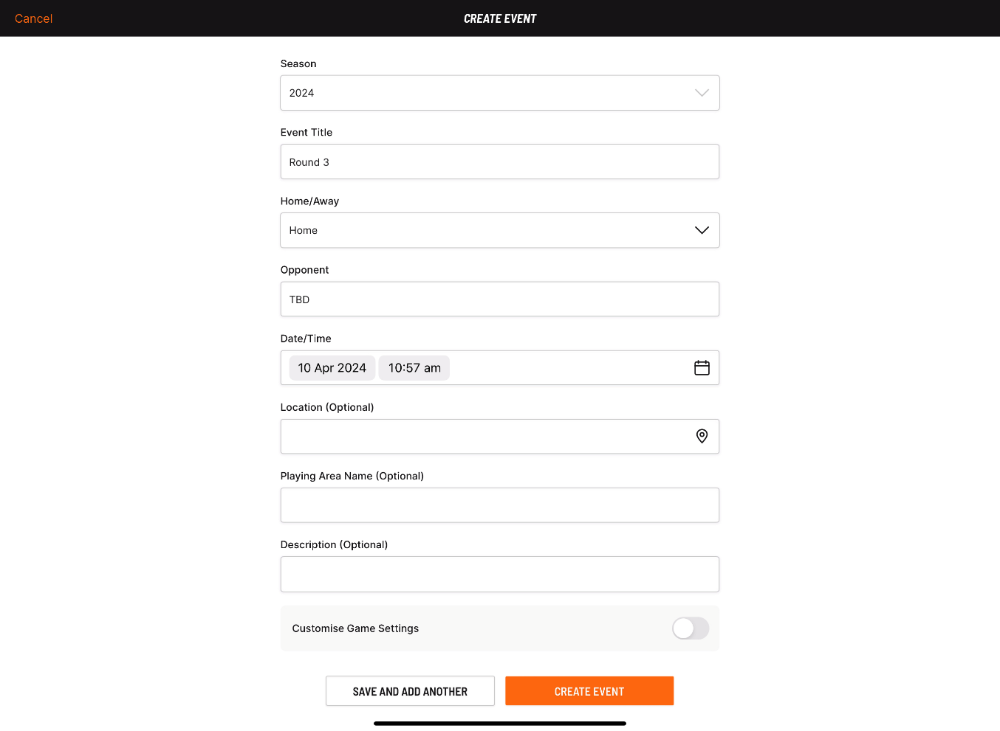 Cancel
CREATE EVENT
Season
2024
Event Title
Round 3
Home/Away
Home
Opponent
TBD
Date/Time
10 Apr 2024 10:57 am
Location (Optional)
Playing Area Name (Optional)
Description (Optional)
Customise Game Settings
SAVE AND ADD ANOTHER
CREATE EVENT